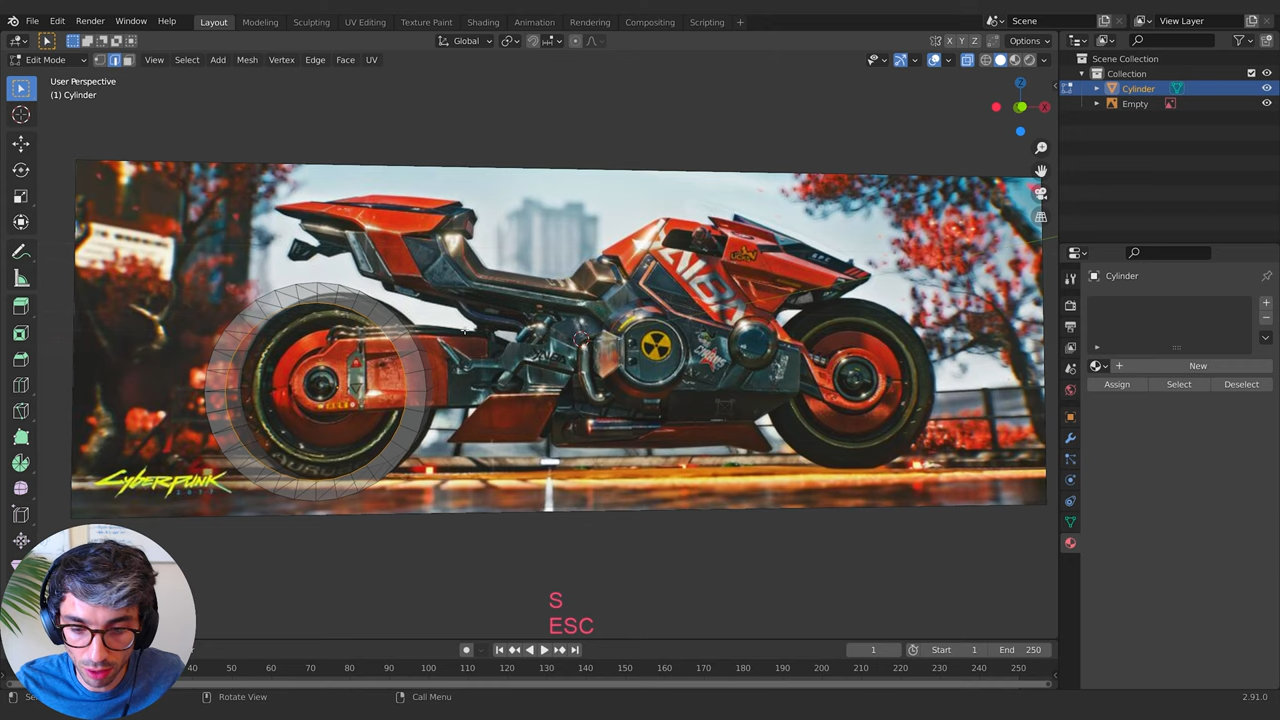 File Edit Render Window Help Layout Modeling Sculpting UV Editing Texture Paint Shading Animation Rendering Compositing Scripting + Scene View Layer
Global X Y Z Options
Edit Mode View Select Add Mesh Vertex Edge Face UV
User Perspective
(1) Cylinder
Scene Collection
Collection
Cylinder
Empty
Z
X
Cylinder
New
Assign Select Deselect
Cyberpunk
2077
S
ESC
1 Start 1 End 250
40 50 60 70 80 90 100 110 120 130 140 150 160 170 180 190 200 210 220 230 240 250
Rotate View Call Menu 2.91.0